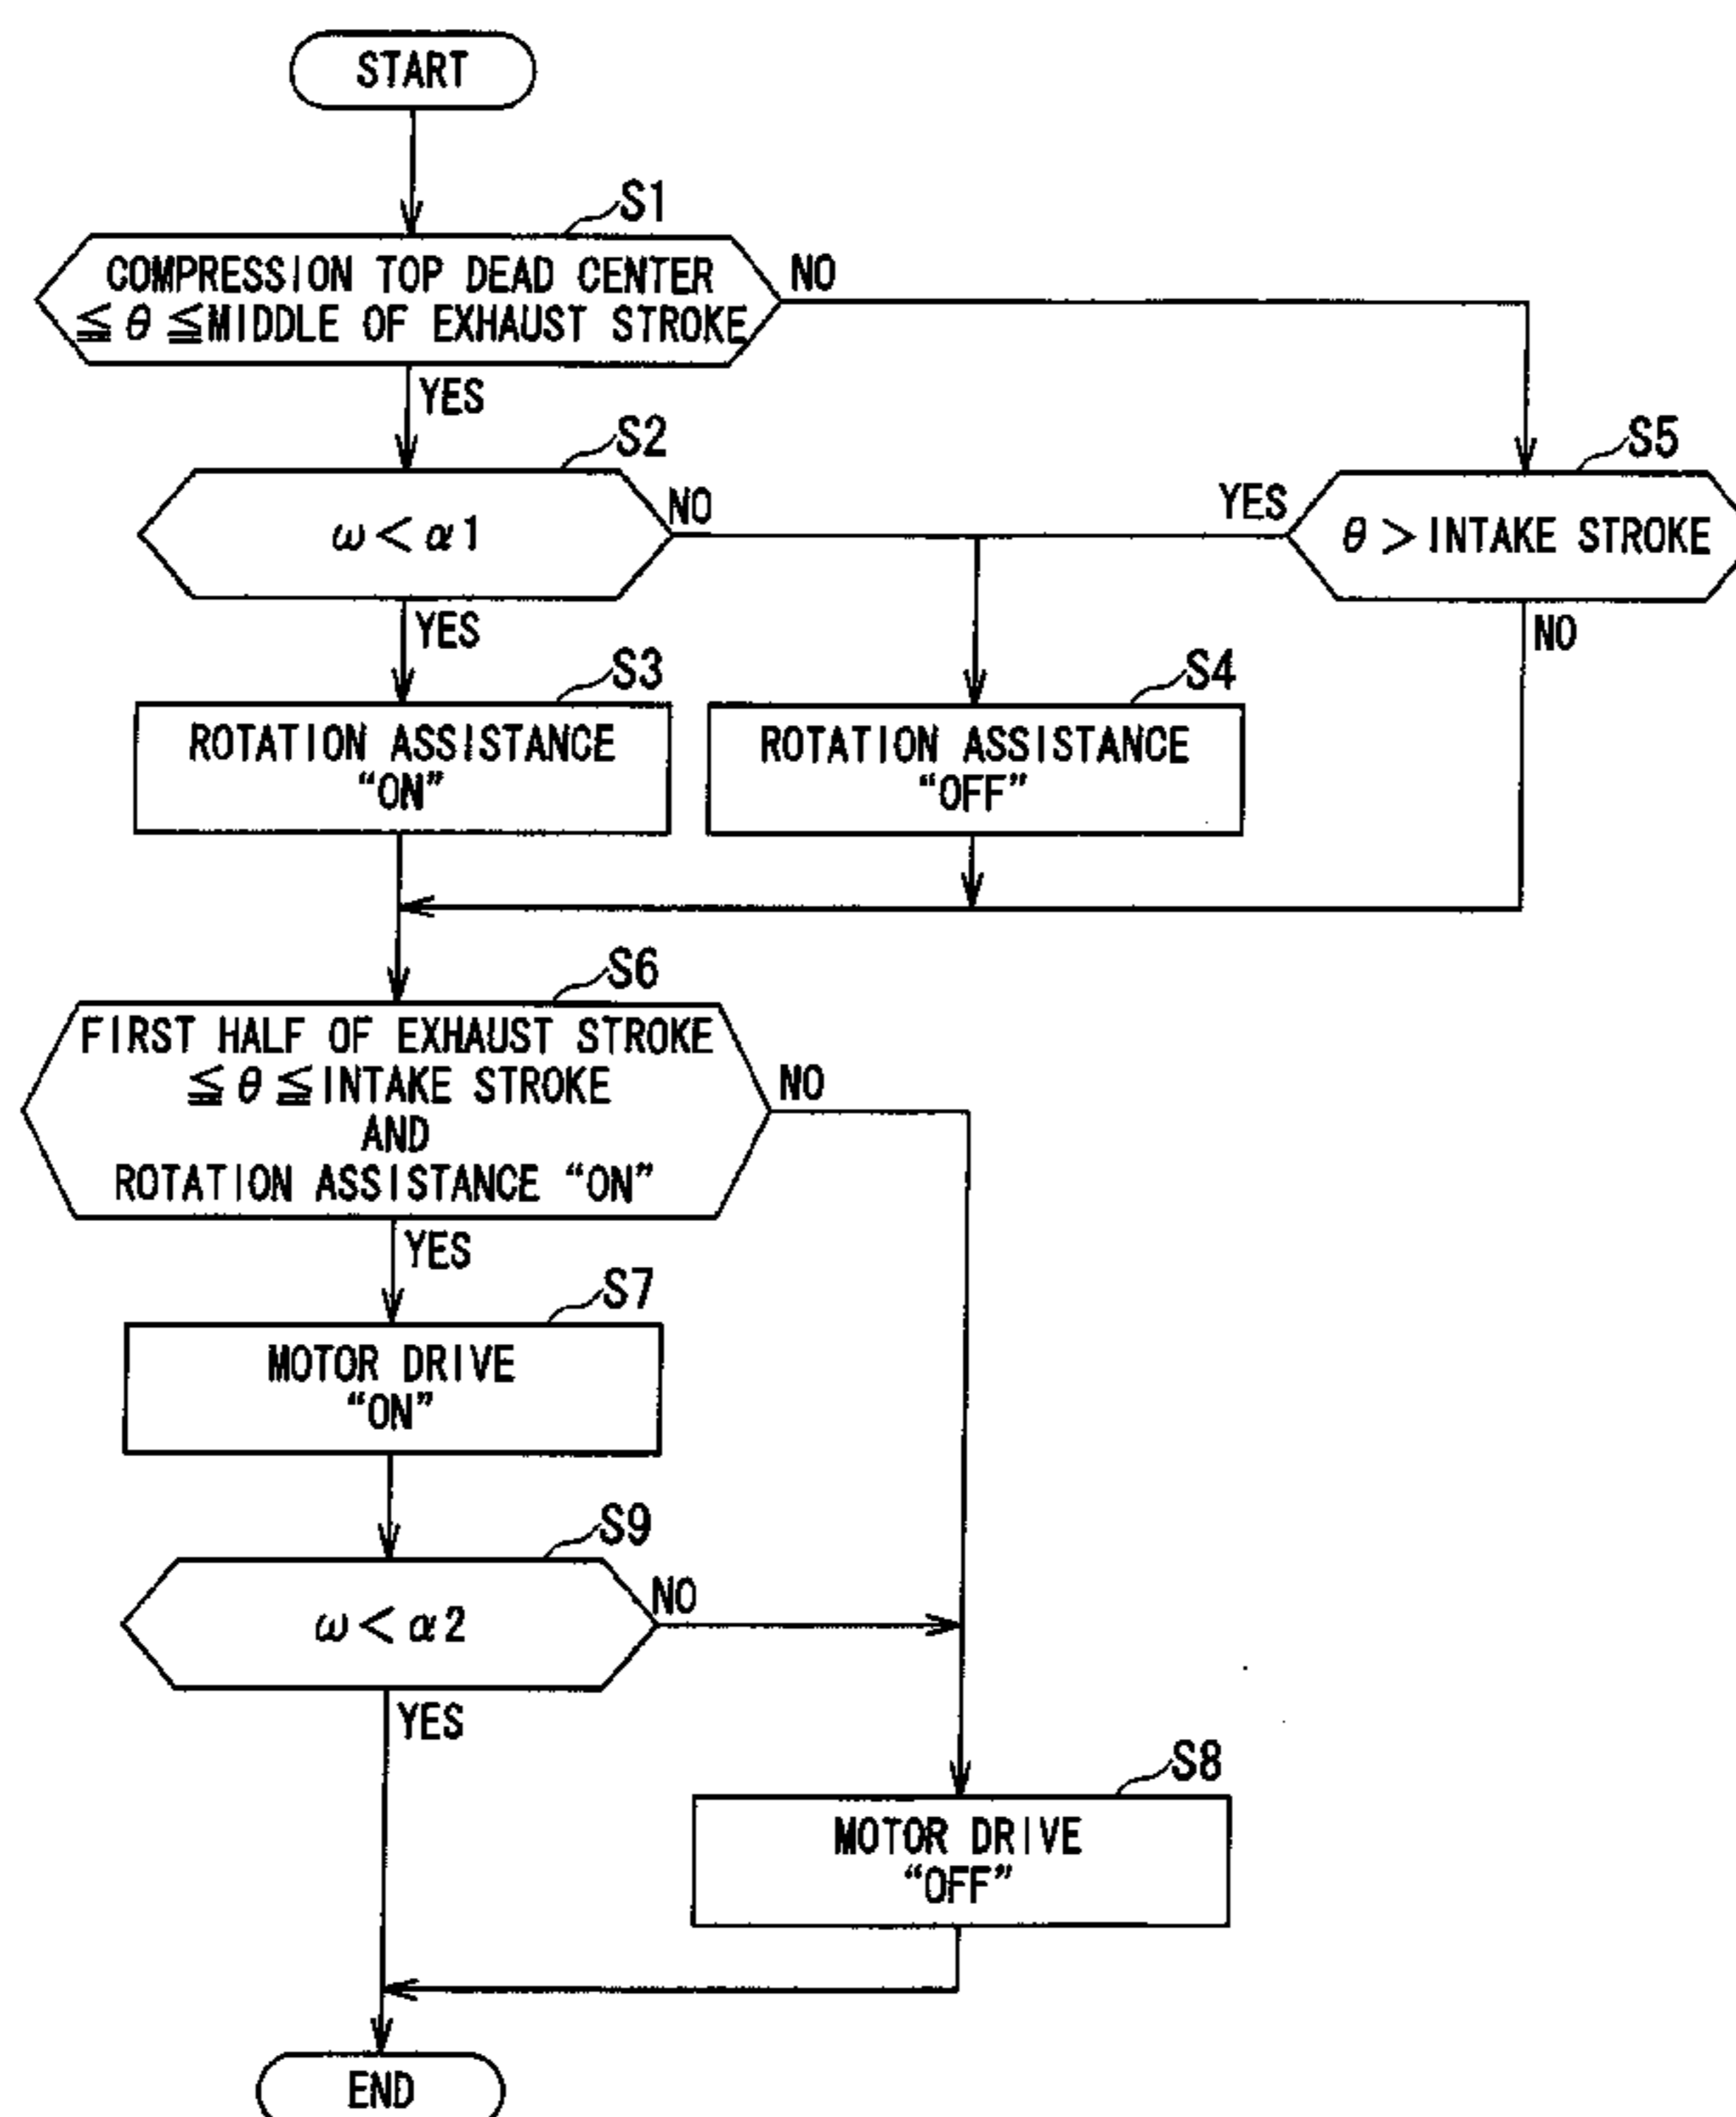 START
S1
COMPRESSION TOP DEAD CENTER
≦ θ ≦ MIDDLE OF EXHAUST STROKE
NO
YES
S2
ω < α1
NO
YES
S5
θ > INTAKE STROKE
YES
NO
S3
ROTATION ASSISTANCE
“ON”
S4
ROTATION ASSISTANCE
“OFF”
S6
FIRST HALF OF EXHAUST STROKE
≦ θ ≦ INTAKE STROKE
AND
ROTATION ASSISTANCE “ON”
NO
YES
S7
MOTOR DRIVE
“ON”
S9
ω < α2
NO
YES
S8
MOTOR DRIVE
“OFF”
END